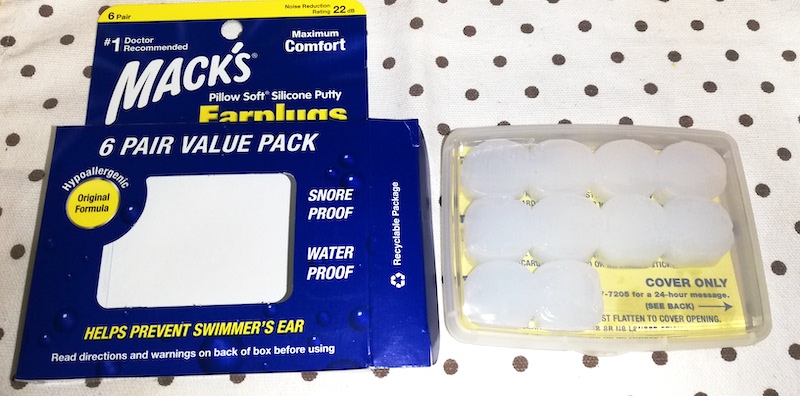 6 Pair
Noise Reduction
Rating 22 dB
#1 Doctor
Recommended
Maximum
Comfort
MACK'S®
Pillow Soft® Silicone Putty
Earplugs
6 PAIR VALUE PACK
Hypoallergenic
Original
Formula
SNORE
PROOF
WATER
PROOF
Recyclable Package
HELPS PREVENT SWIMMER'S EAR
Read directions and warnings on back of box before using
COVER ONLY
7-7205 for a 24-hour message.
(SEE BACK)
FLATTEN TO COVER OPENING.